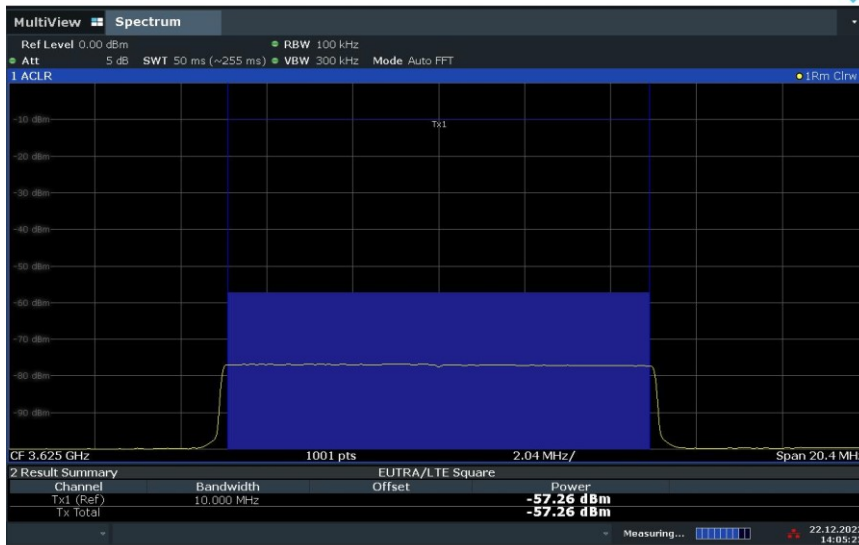 MultiView Spectrum
Ref Level 0.00 dBm RBW 100 kHz
Att 5 dB SWT 50 ms (~255 ms) VBW 300 kHz Mode Auto FFT
1 ACLR 1Rm Clrw
Tx1
-10 dBm
-20 dBm
-30 dBm
-40 dBm
-50 dBm
-60 dBm
-70 dBm
-80 dBm
-90 dBm
CF 3.625 GHz 1001 pts 2.04 MHz/ Span 20.4 MH
2 Result Summary EUTRA/LTE Square
Channel Bandwidth Offset Power
Tx1 (Ref) 10.000 MHz -57.26 dBm
Tx Total -57.26 dBm
Measuring... 22.12.202
14:05:2